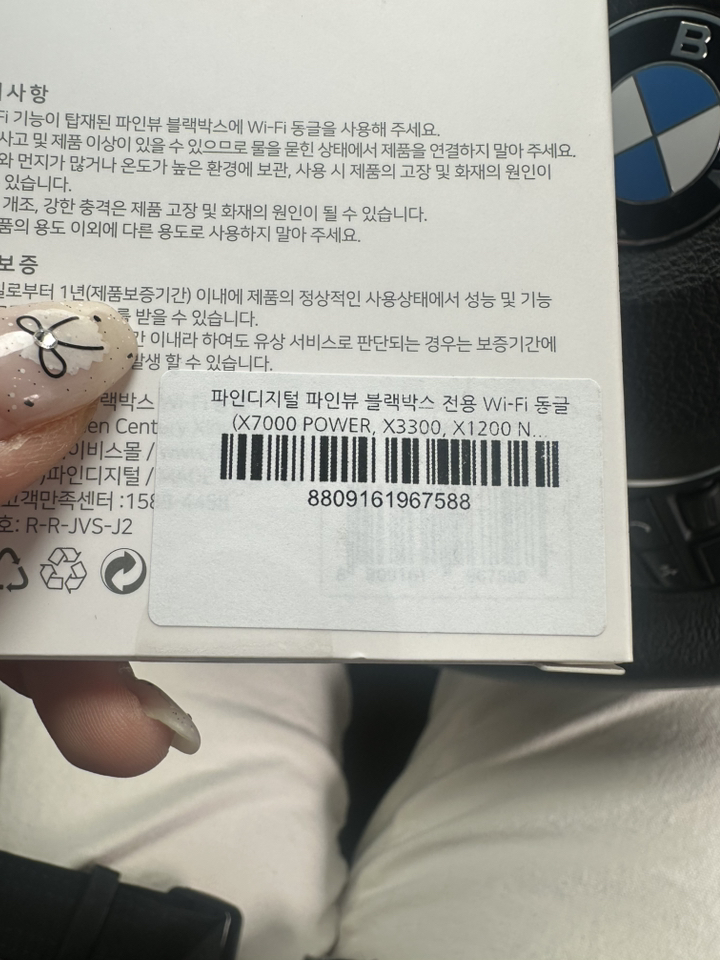 사항
Fi 기능이 탑재된 파인뷰 블랙박스에 Wi-Fi 동글을 사용해 주세요.
사고 및 제품 이상이 있을 수 있으므로 물을 묻힌 상태에서 제품을 연결하지 말아 주세요.
와 먼지가 많거나 온도가 높은 환경에 보관, 사용 시 제품의 고장 및 화재의 원인이
있습니다.
개조, 강한 충격은 제품 고장 및 화재의 원인이 될 수 있습니다.
품의 용도 이외에 다른 용도로 사용하지 말아 주세요.
보증
일로부터 1년(제품보증기간) 이내에 제품의 정상적인 사용상태에서 성능 및 기능
를 받을 수 있습니다.
간 이내라 하여도 유상 서비스로 판단되는 경우는 보증기간에
발생 할 수 있습니다.
랙박스
en Century
이비스몰 / www.
)파인디지털 / MADE
고객만족센터 :1588-4458
호: R-R-JVS-J2
파인디지털 파인뷰 블랙박스 전용 Wi-Fi 동글
(X7000 POWER, X3300, X1200 N...
8809161967588
B